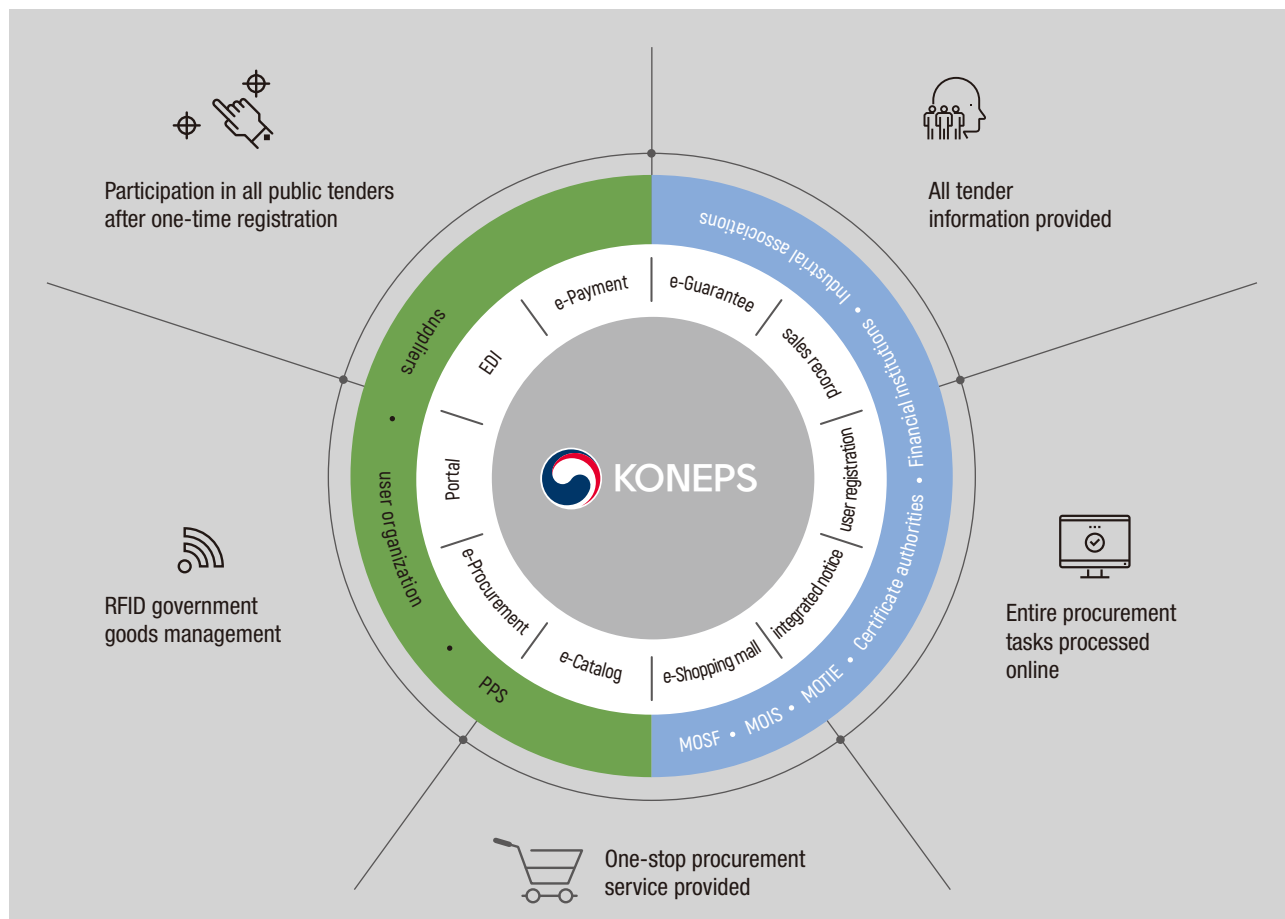 Participation in all public tenders
after one-time registration
All tender
information provided
suppliers • user organization • PPS
Industrial associations • Financial institutions • Certificate authorities • MOTIE • MOIS • MOSF
e-Payment
e-Guarantee
sales record
user registration
integrated notice
e-Shopping mall
e-Catalog
e-Procurement
Portal
EDI
KONEPS
RFID government
goods management
Entire procurement
tasks processed
online
One-stop procurement
service provided